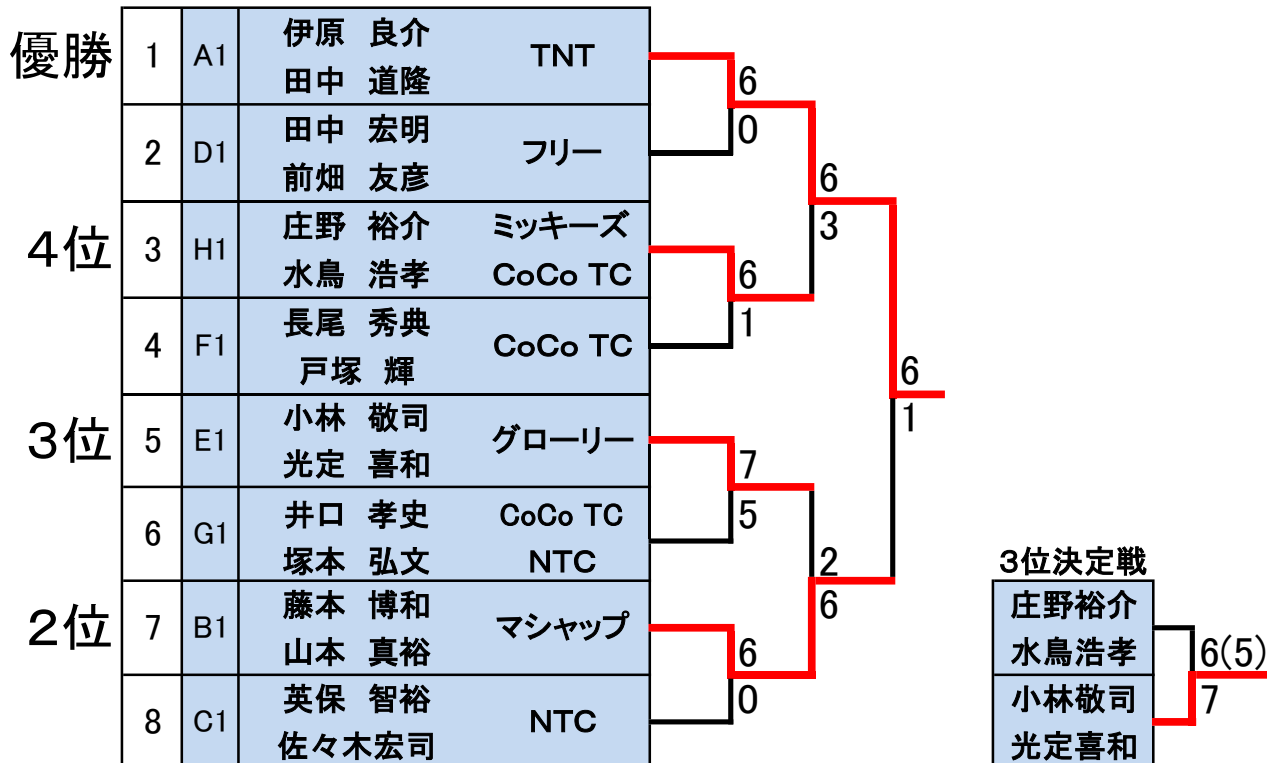 優勝 1 A1 伊原 良介 TNT
田中 道隆
6
0
2 D1 田中 宏明 フリー
前畑 友彦
6
3
4位 3 H1 庄野 裕介 ミッキーズ
水鳥 浩孝 CoCo TC
6
1
4 F1 長尾 秀典 CoCo TC
戸塚 輝
6
1
3位 5 E1 小林 敬司 グローリー
光定 喜和
7
5
6 G1 井口 孝史 CoCo TC
塚本 弘文 NTC
2
6
2位 7 B1 藤本 博和 マシャップ
山本 真裕
6
0
8 C1 英保 智裕 NTC
佐々木宏司
3位決定戦
庄野裕介
水鳥浩孝
6(5)
7
小林敬司
光定喜和